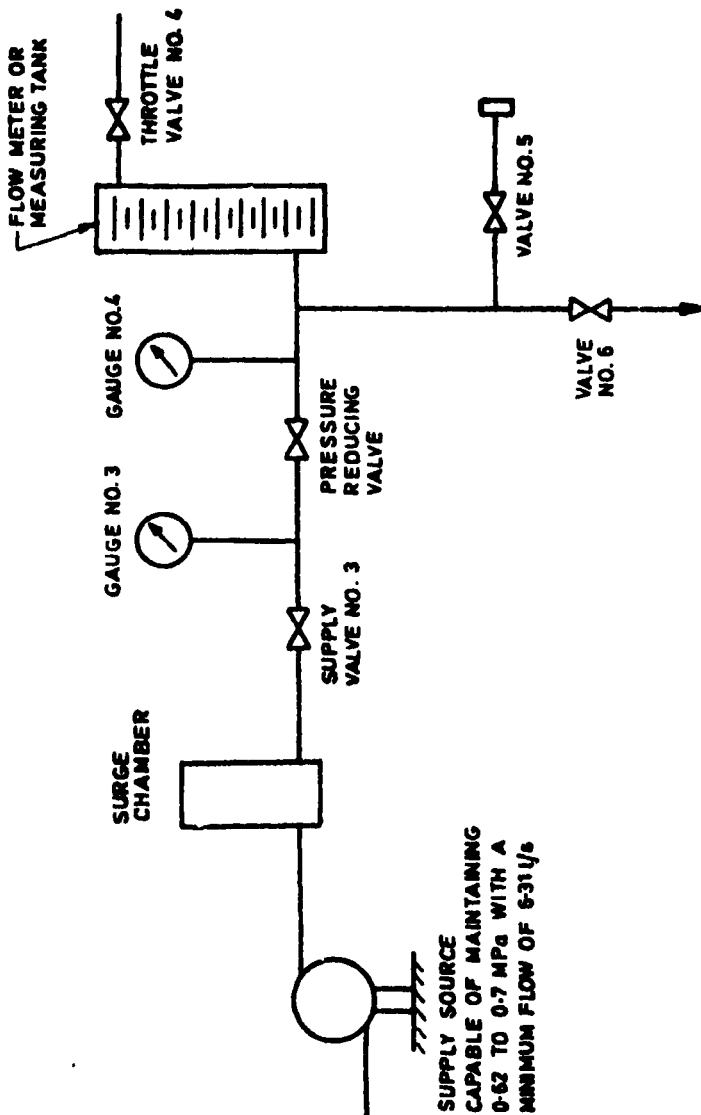 FLOW METER OR
MEASURING TANK
GAUGE NO. 3
GAUGE NO.4
THROTTLE
VALVE NO. 4
SURGE
CHAMBER
SUPPLY
VALVE NO. 3
PRESSURE
REDUCING
VALVE
VALVE NO.5
SUPPLY SOURCE
CAPABLE OF MAINTAINING
0·62 TO 0·7 MPa WITH A
MINIMUM FLOW OF 6·31 l/s
VALVE
NO.6